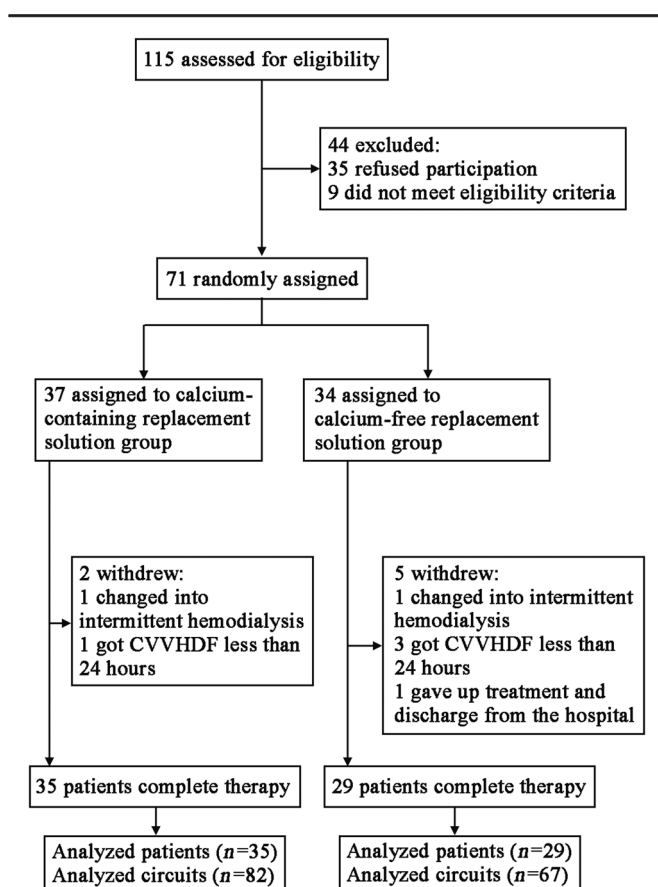 115 assessed for eligibility
44 excluded:
35 refused participation
9 did not meet eligibility criteria
71 randomly assigned
37 assigned to calcium-
containing replacement
solution group
34 assigned to
calcium-free replacement
solution group
2 withdrew:
1 changed into
intermittent hemodialysis
1 got CVVHDF less than
24 hours
5 withdrew:
1 changed into intermittent
hemodialysis
3 got CVVHDF less than
24 hours
1 gave up treatment and
discharge from the hospital
35 patients complete therapy
29 patients complete therapy
Analyzed patients (n=35)
Analyzed circuits (n=82)
Analyzed patients (n=29)
Analyzed circuits (n=67)